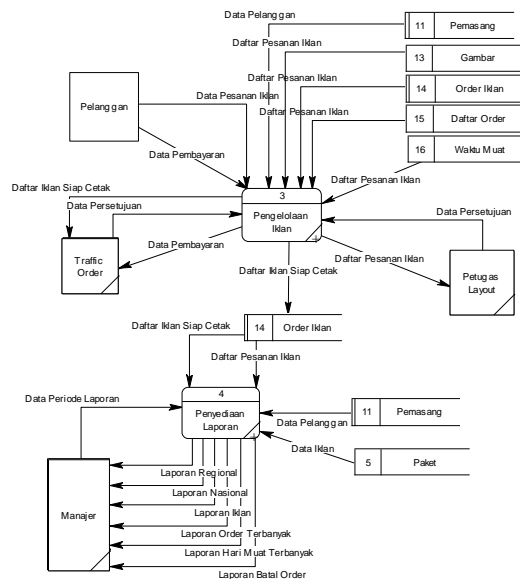 Data Pelanggan
11 Pemasang
Daftar Pesanan Iklan
13 Gambar
Daftar Pesanan Iklan
14 Order Iklan
Pelanggan
Data Pesanan Iklan
Daftar Pesanan Iklan
15 Daftar Order
16 Waktu Muat
Data Pembayaran
Daftar Pesanan Iklan
Daftar Iklan Siap Cetak
3
Data Persetujuan
Data Persetujuan
Pengelolaan
Iklan
Data Pembayaran
Traffic
Order
Daftar Pesanan Iklan
Petugas
Layout
Daftar Iklan Siap Cetak
Daftar Iklan Siap Cetak
14 Order Iklan
Daftar Pesanan Iklan
4
Data Periode Laporan
Penyediaan
Laporan
11 Pemasang
Data Pelanggan
Data Iklan
5 Paket
Laporan Regional
Laporan Nasional
Manajer
Laporan Iklan
Laporan Order Terbanyak
Laporan Hari Muat Terbanyak
Laporan Batal Order